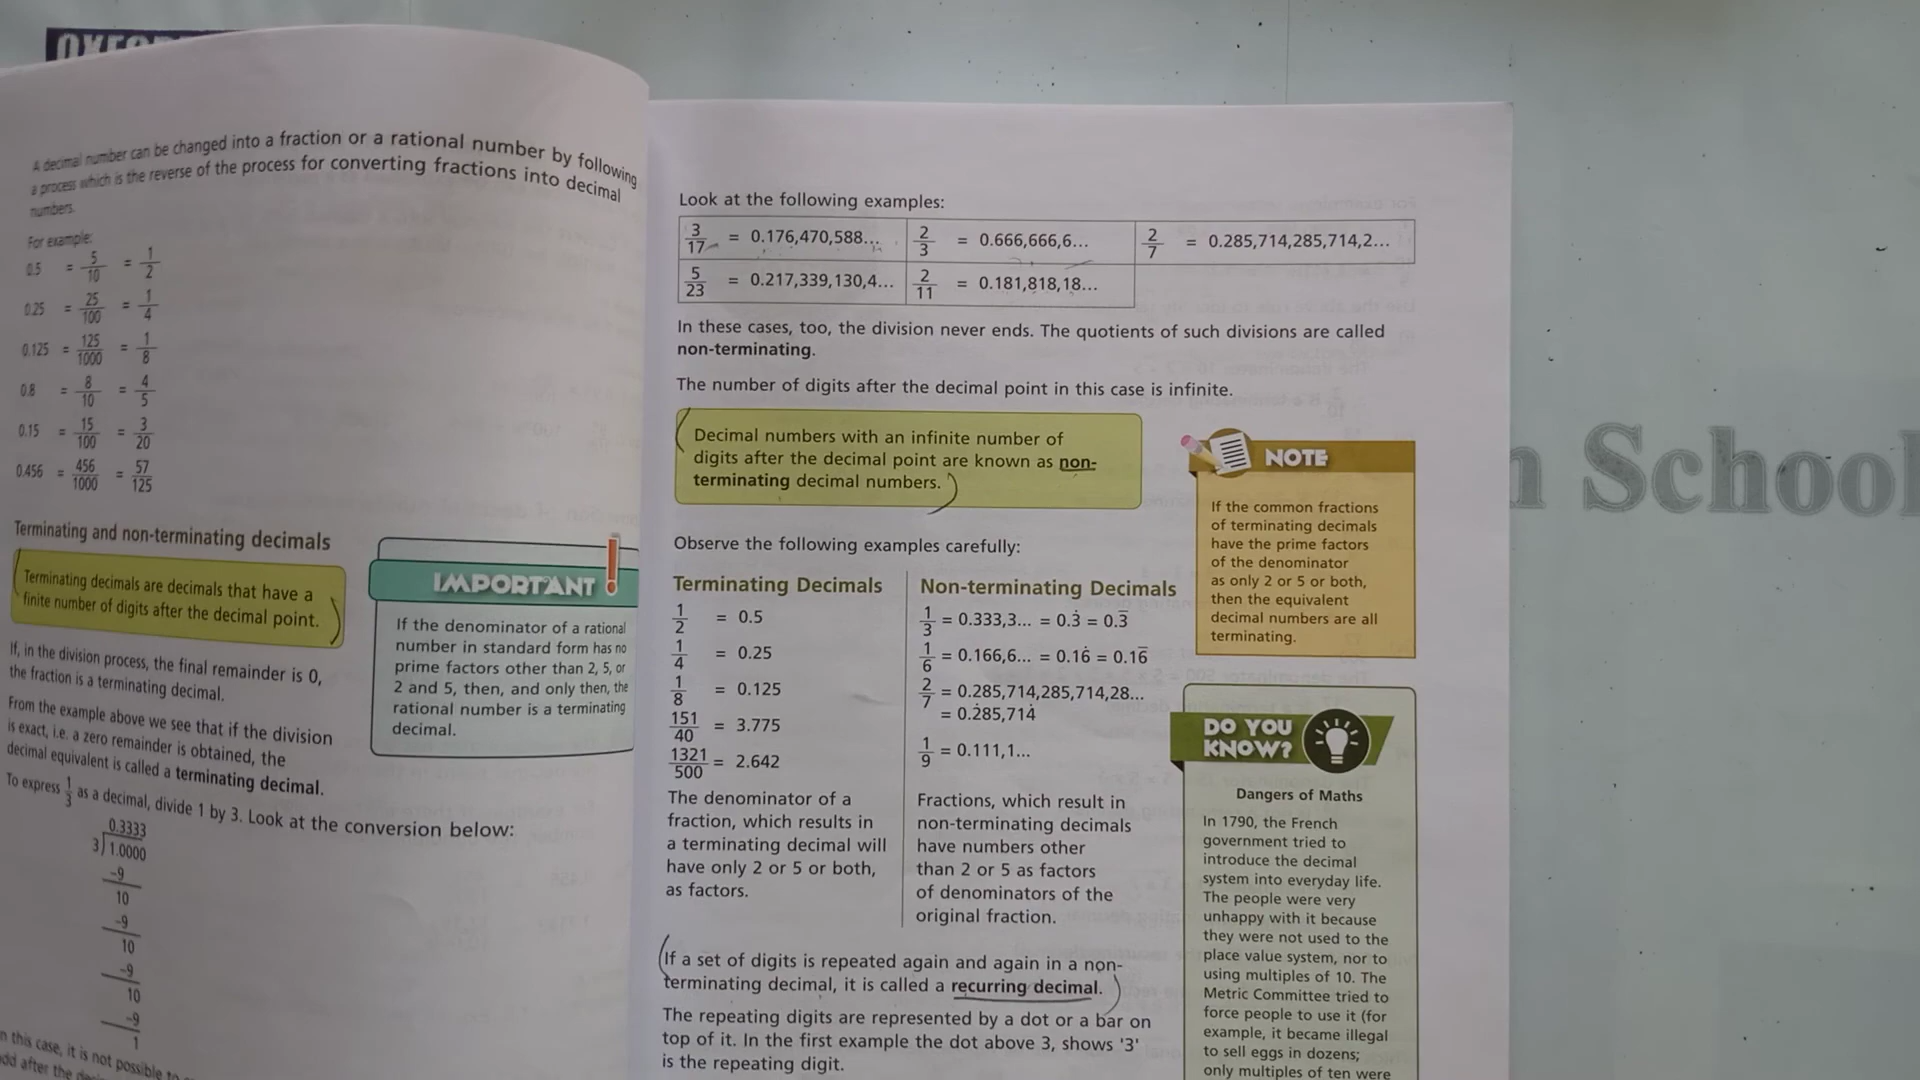 OXFORD
A decimal number can be changed into a fraction or a rational number by following
a process which is the reverse of the process for converting fractions into decimal
numbers.
For example:
0.5 = 5/10 = 1/2
0.25 = 25/100 = 1/4
0.125 = 125/1000 = 1/8
0.8 = 8/10 = 4/5
0.15 = 15/100 = 3/20
0.456 = 456/1000 = 57/125
Terminating and non-terminating decimals
Terminating decimals are decimals that have a
finite number of digits after the decimal point.
If, in the division process, the final remainder is 0,
the fraction is a terminating decimal.
From the example above we see that if the division
is exact, i.e. a zero remainder is obtained, the
decimal equivalent is called a terminating decimal.
To express 1/3 as a decimal, divide 1 by 3. Look at the conversion below:
0.3333
3)1.0000
-9
10
-9
10
-9
10
-9
1
n this case, it is not possible to
add after the
IMPORTANT!
If the denominator of a rational
number in standard form has no
prime factors other than 2, 5, or
2 and 5, then, and only then, the
rational number is a terminating
decimal.
Look at the following examples:
3/17 = 0.176,470,588... 2/3 = 0.666,666,6... 2/7 = 0.285,714,285,714,2...
5/23 = 0.217,339,130,4... 2/11 = 0.181,818,18...
In these cases, too, the division never ends. The quotients of such divisions are called
non-terminating.
The number of digits after the decimal point in this case is infinite.
Decimal numbers with an infinite number of
digits after the decimal point are known as non-
terminating decimal numbers.
Observe the following examples carefully:
Terminating Decimals
1/2 = 0.5
1/4 = 0.25
1/8 = 0.125
151/40 = 3.775
1321/500 = 2.642
The denominator of a
fraction, which results in
a terminating decimal will
have only 2 or 5 or both,
as factors.
Non-terminating Decimals
1/3 = 0.333,3... = 0.3̇ = 0.3̅
1/6 = 0.166,6... = 0.16̇ = 0.16̅
2/7 = 0.285,714,285,714,28...
= 0.2̇85,714̇
1/9 = 0.111,1...
Fractions, which result in
non-terminating decimals
have numbers other
than 2 or 5 as factors
of denominators of the
original fraction.
If a set of digits is repeated again and again in a non-
terminating decimal, it is called a recurring decimal.
The repeating digits are represented by a dot or a bar on
top of it. In the first example the dot above 3, shows '3'
is the repeating digit.
NOTE
If the common fractions
of terminating decimals
have the prime factors
of the denominator
as only 2 or 5 or both,
then the equivalent
decimal numbers are all
terminating.
DO YOU
KNOW?
Dangers of Maths
In 1790, the French
government tried to
introduce the decimal
system into everyday life.
The people were very
unhappy with it because
they were not used to the
place value system, nor to
using multiples of 10. The
Metric Committee tried to
force people to use it (for
example, it became illegal
to sell eggs in dozens;
only multiples of ten were
n School